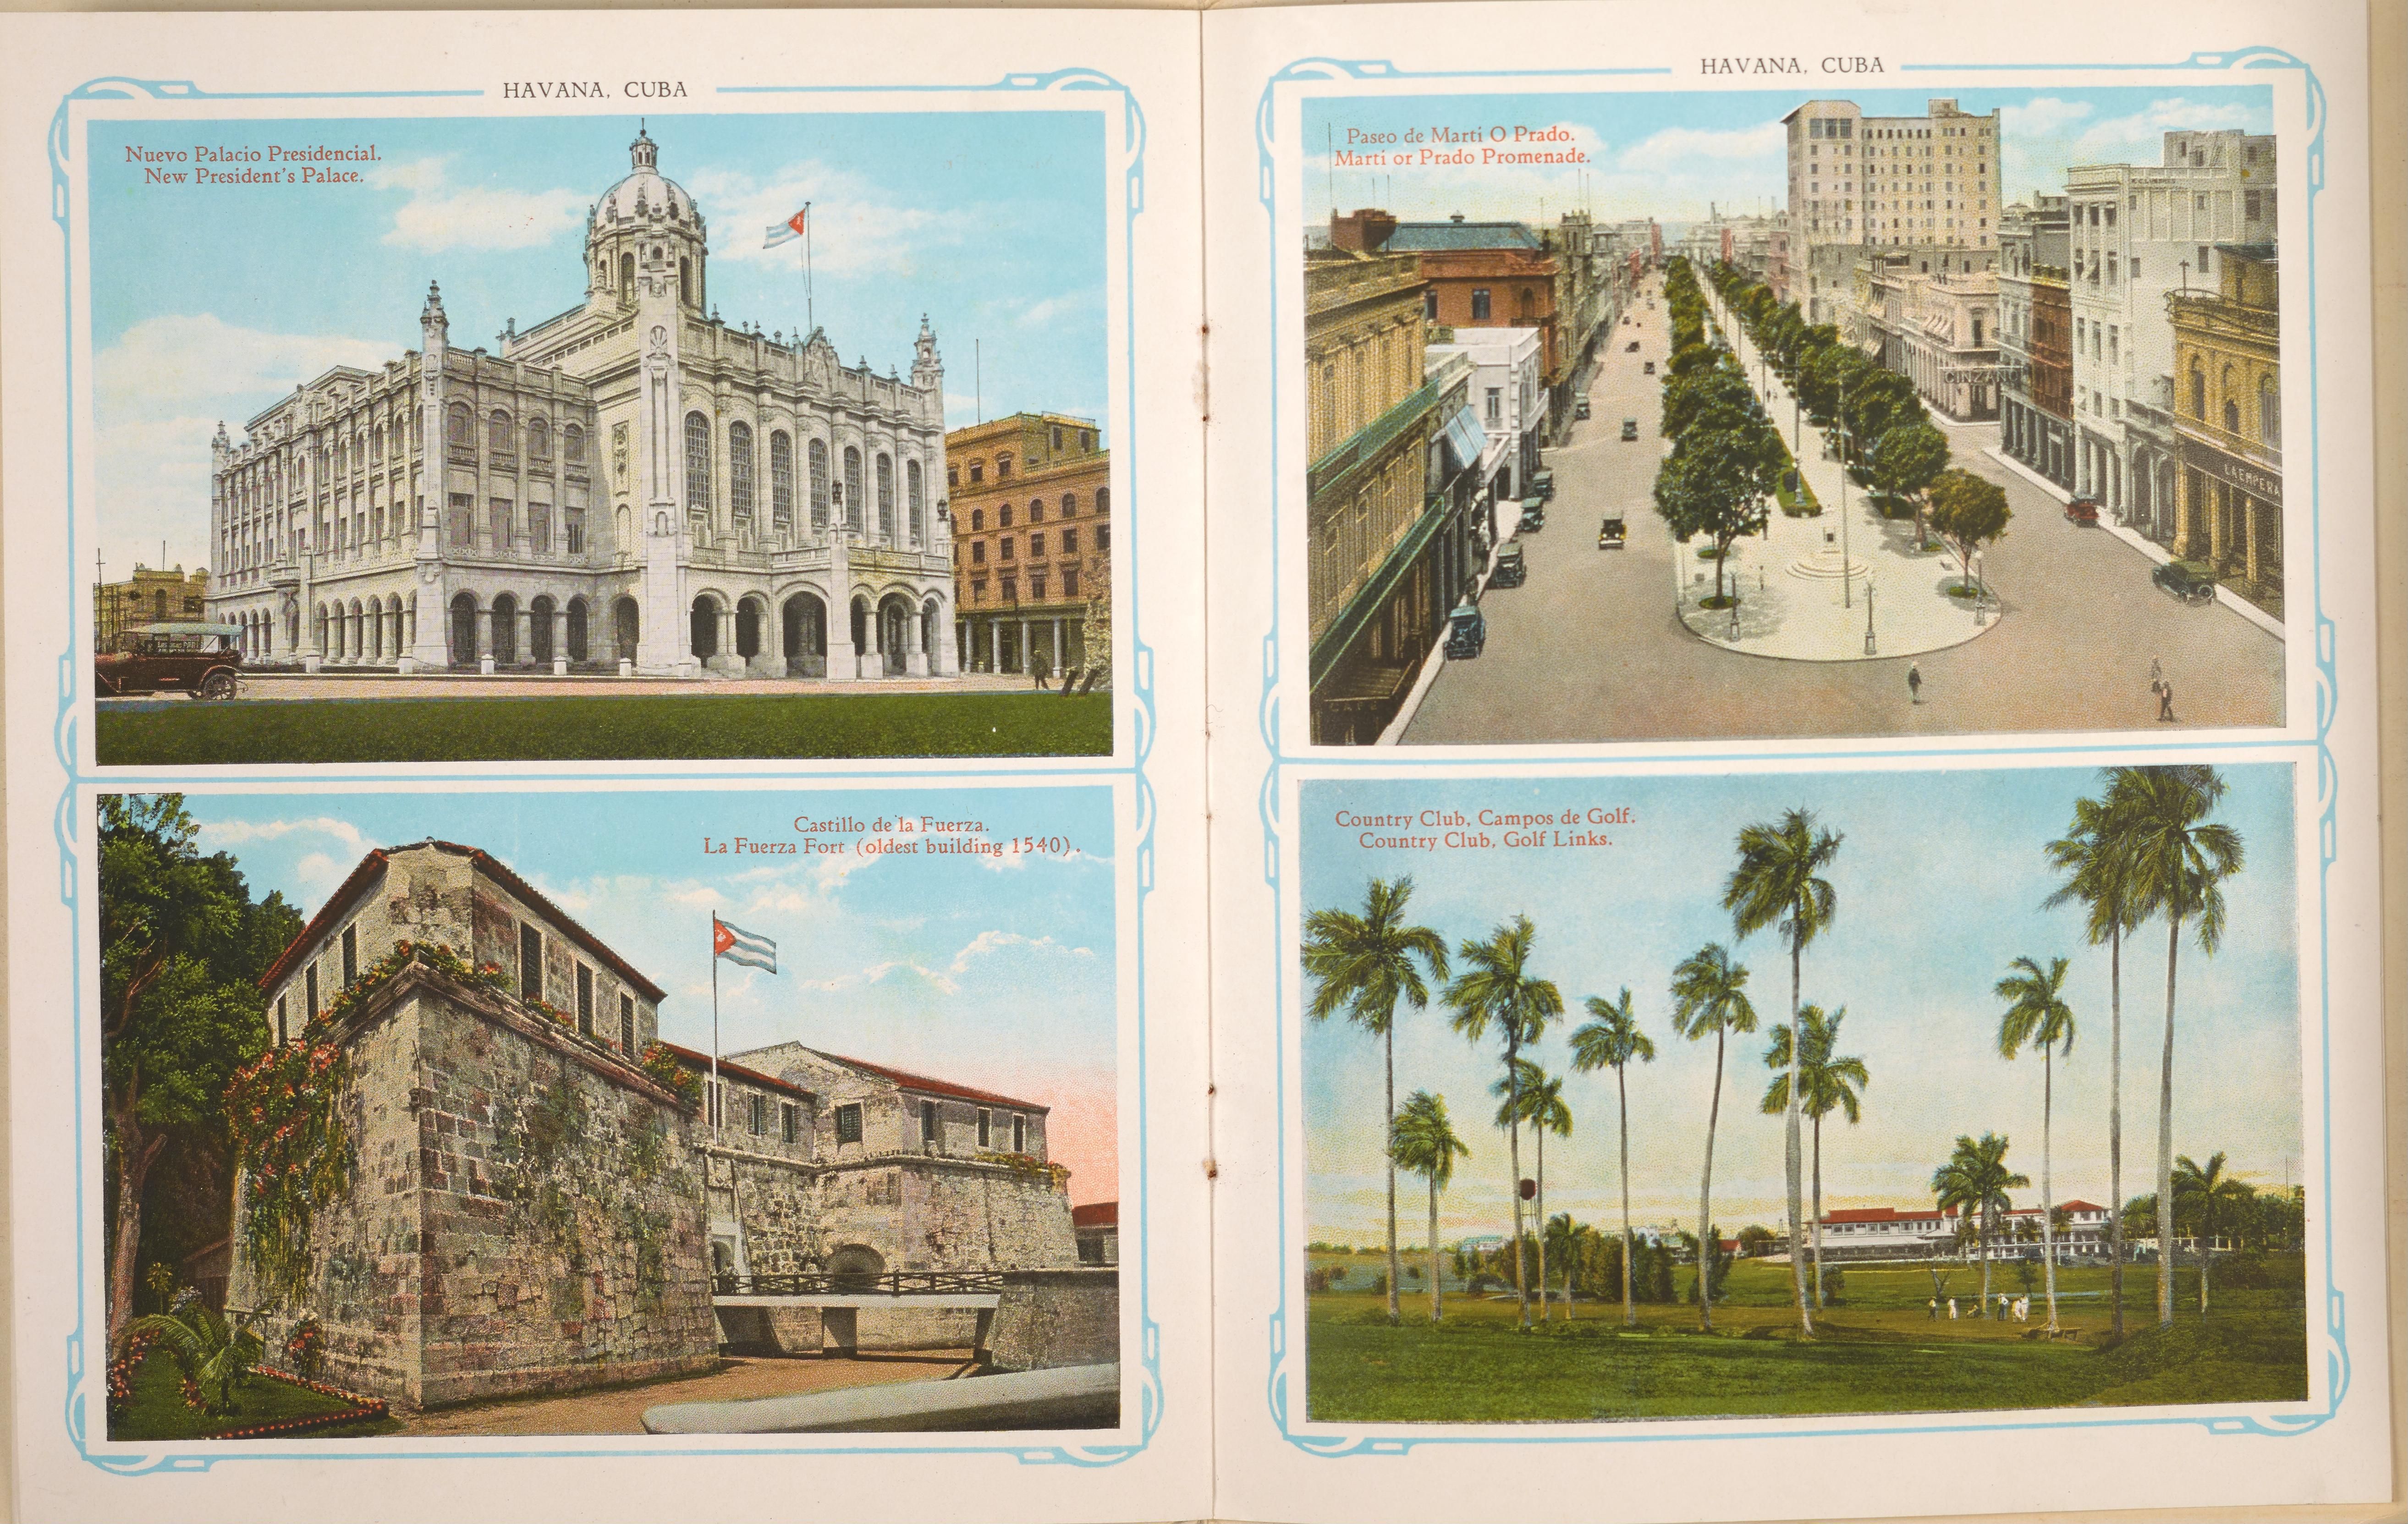 HAVANA, CUBA
Nuevo Palacio Presidencial.
New President's Palace.
Castillo de la Fuerza.
La Fuerza Fort (oldest building 1540).
HAVANA, CUBA
Paseo de Marti O Prado.
Marti or Prado Promenade.
CINZANO
LA EMPERA
Country Club, Campos de Golf.
Country Club, Golf Links.